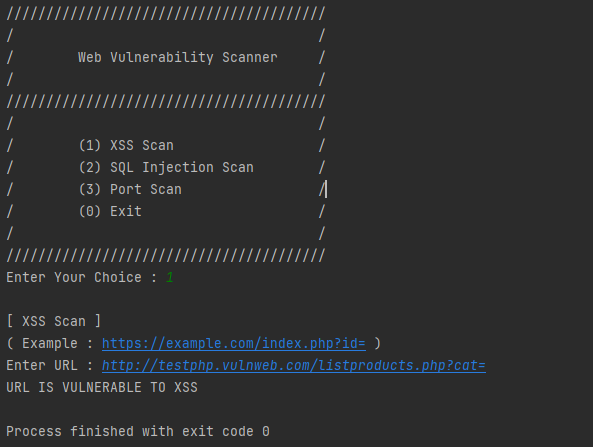 ////////////////////////////////////////
/                                      /
/        Web Vulnerability Scanner     /
/                                      /
////////////////////////////////////////
/                                      /
/        (1) XSS Scan                  /
/        (2) SQL Injection Scan        /
/        (3) Port Scan                 /
/        (0) Exit                      /
/                                      /
////////////////////////////////////////
Enter Your Choice : 1
[ XSS Scan ]
( Example : https://example.com/index.php?id= )
Enter URL : http://testphp.vulnweb.com/listproducts.php?cat=
URL IS VULNERABLE TO XSS
Process finished with exit code 0